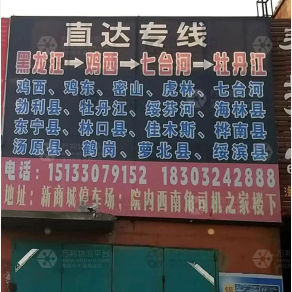 直达专线
黑龙江→鸡西→七台河→牡丹江
鸡西、鸡东、密山、虎林、七台河
勃利县、牡丹江、绥芬河、海林县
东宁县、林口县、佳木斯、桦南县
汤原县、鹤岗、萝北县、绥滨县
电话：15133079152 18303242888
地址：新商城停车场：院内西南角司机之家楼下